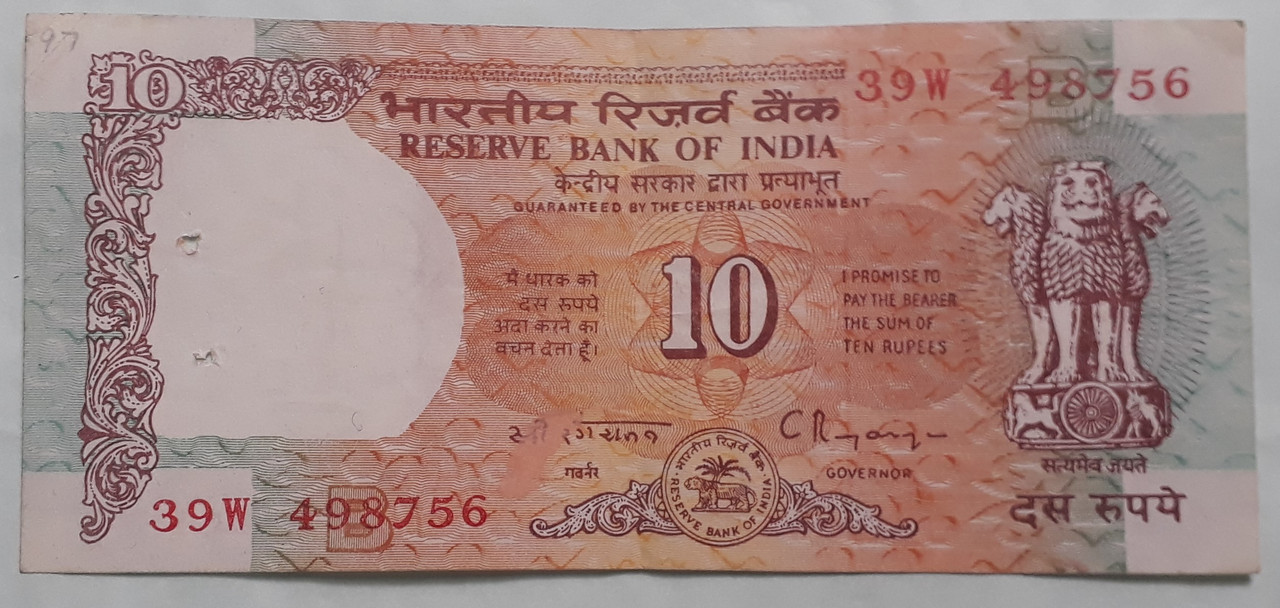 97
10
39W 498756
भारतीय रिज़र्व बैंक
RESERVE BANK OF INDIA
केन्द्रीय सरकार द्वारा प्रत्याभूत
GUARANTEED BY THE CENTRAL GOVERNMENT
मैं धारक को
दस रुपये
अदा करने का
वचन देता हूँ।
10
I PROMISE TO
PAY THE BEARER
THE SUM OF
TEN RUPEES
गवर्नर
GOVERNOR
भारतीय रिज़र्व बैंक
RESERVE BANK OF INDIA
सत्यमेव जयते
दस रुपये
39W 498756
B
B